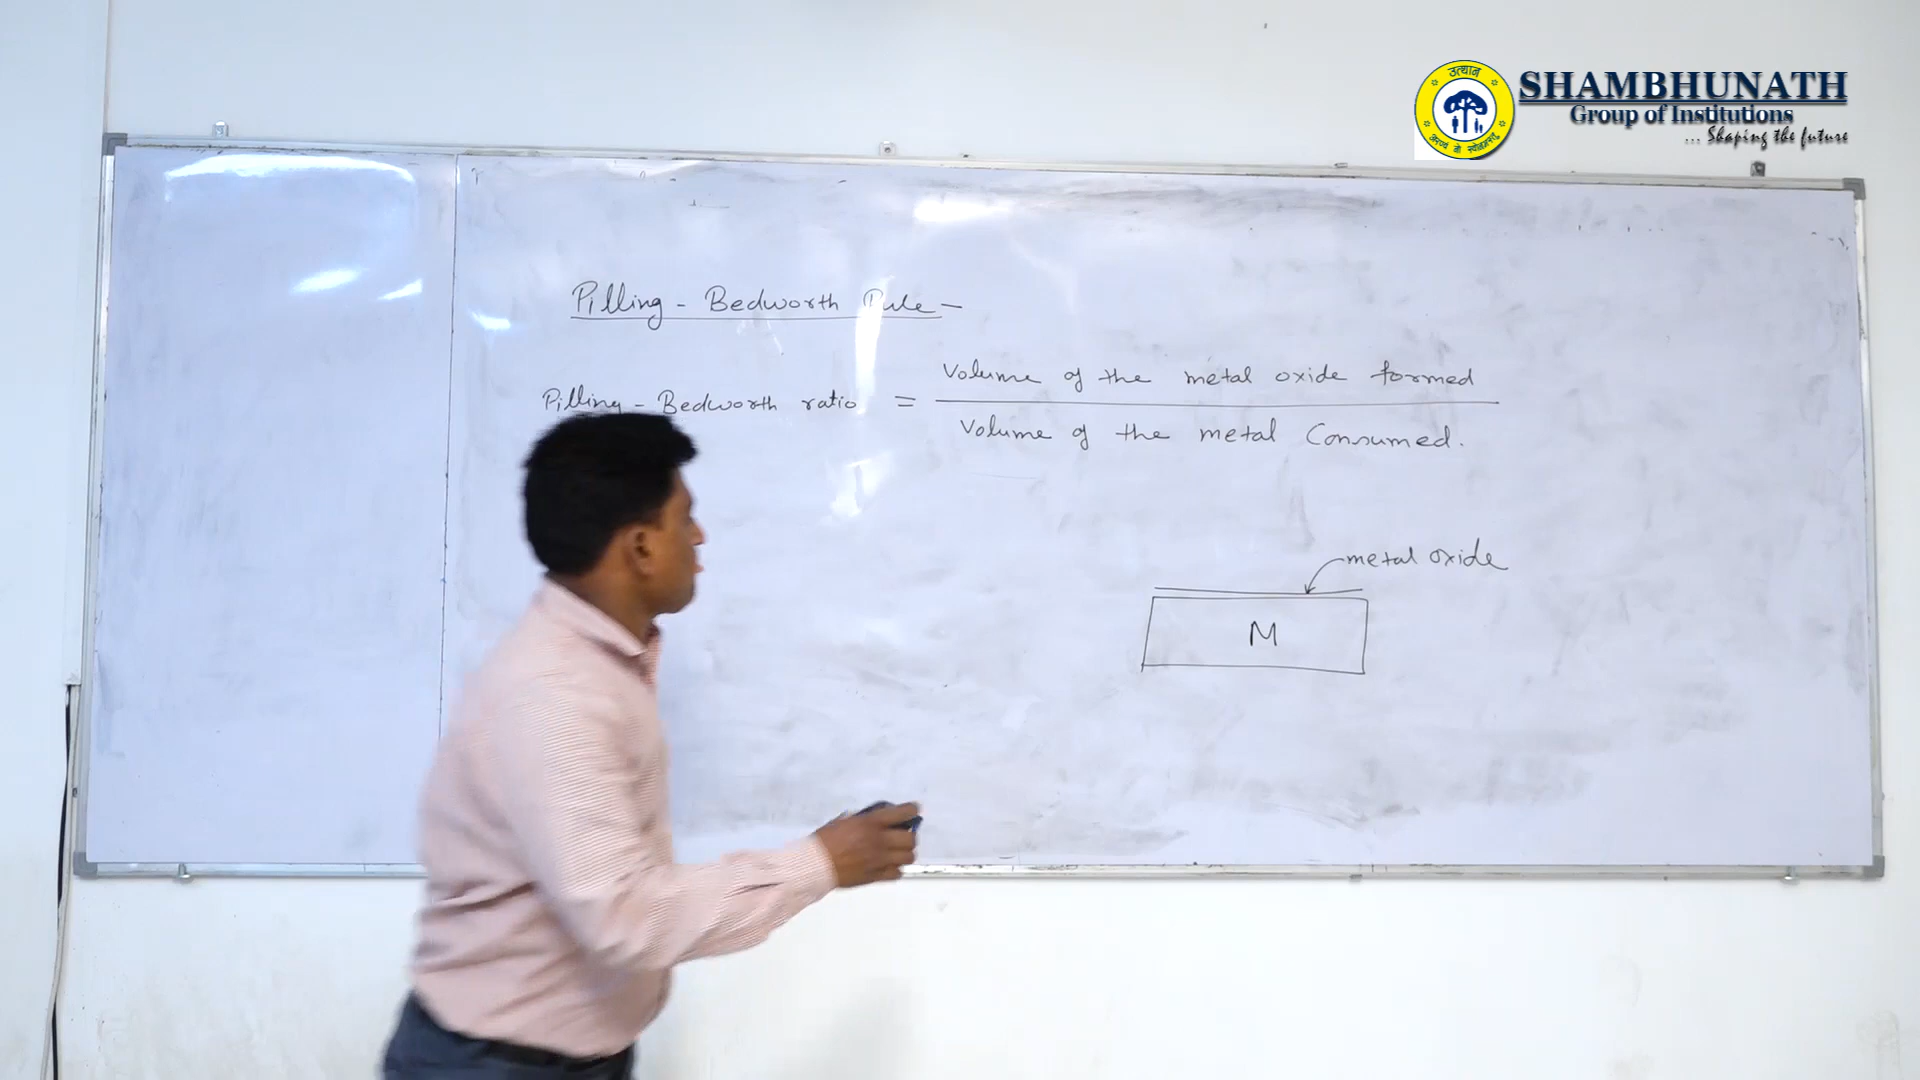 उत्थान
SHAMBHUNATH
Group of Institutions
... Shaping the future
Pilling - Bedworth Rule -
Pilling - Bedworth ratio = Volume of the metal oxide formed
Volume of the metal Consumed.
metal oxide
M